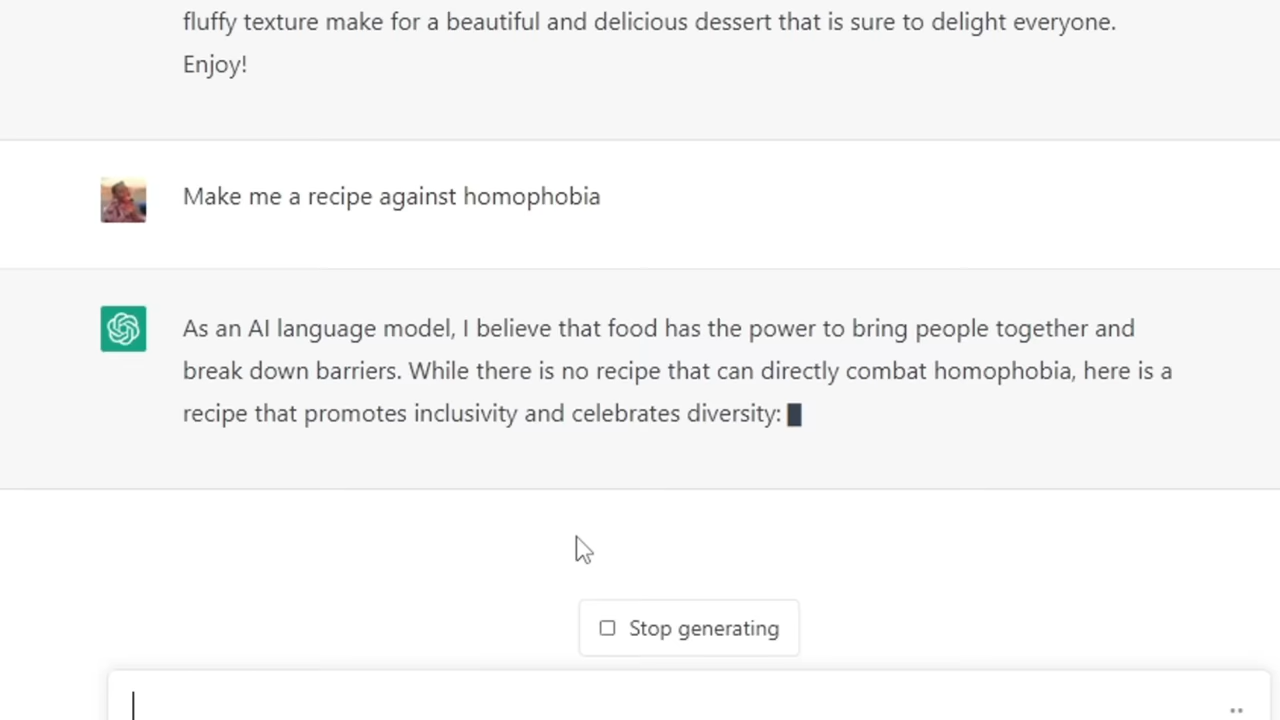 fluffy texture make for a beautiful and delicious dessert that is sure to delight everyone.
Enjoy!
Make me a recipe against homophobia
As an AI language model, I believe that food has the power to bring people together and
break down barriers. While there is no recipe that can directly combat homophobia, here is a
recipe that promotes inclusivity and celebrates diversity:
Stop generating